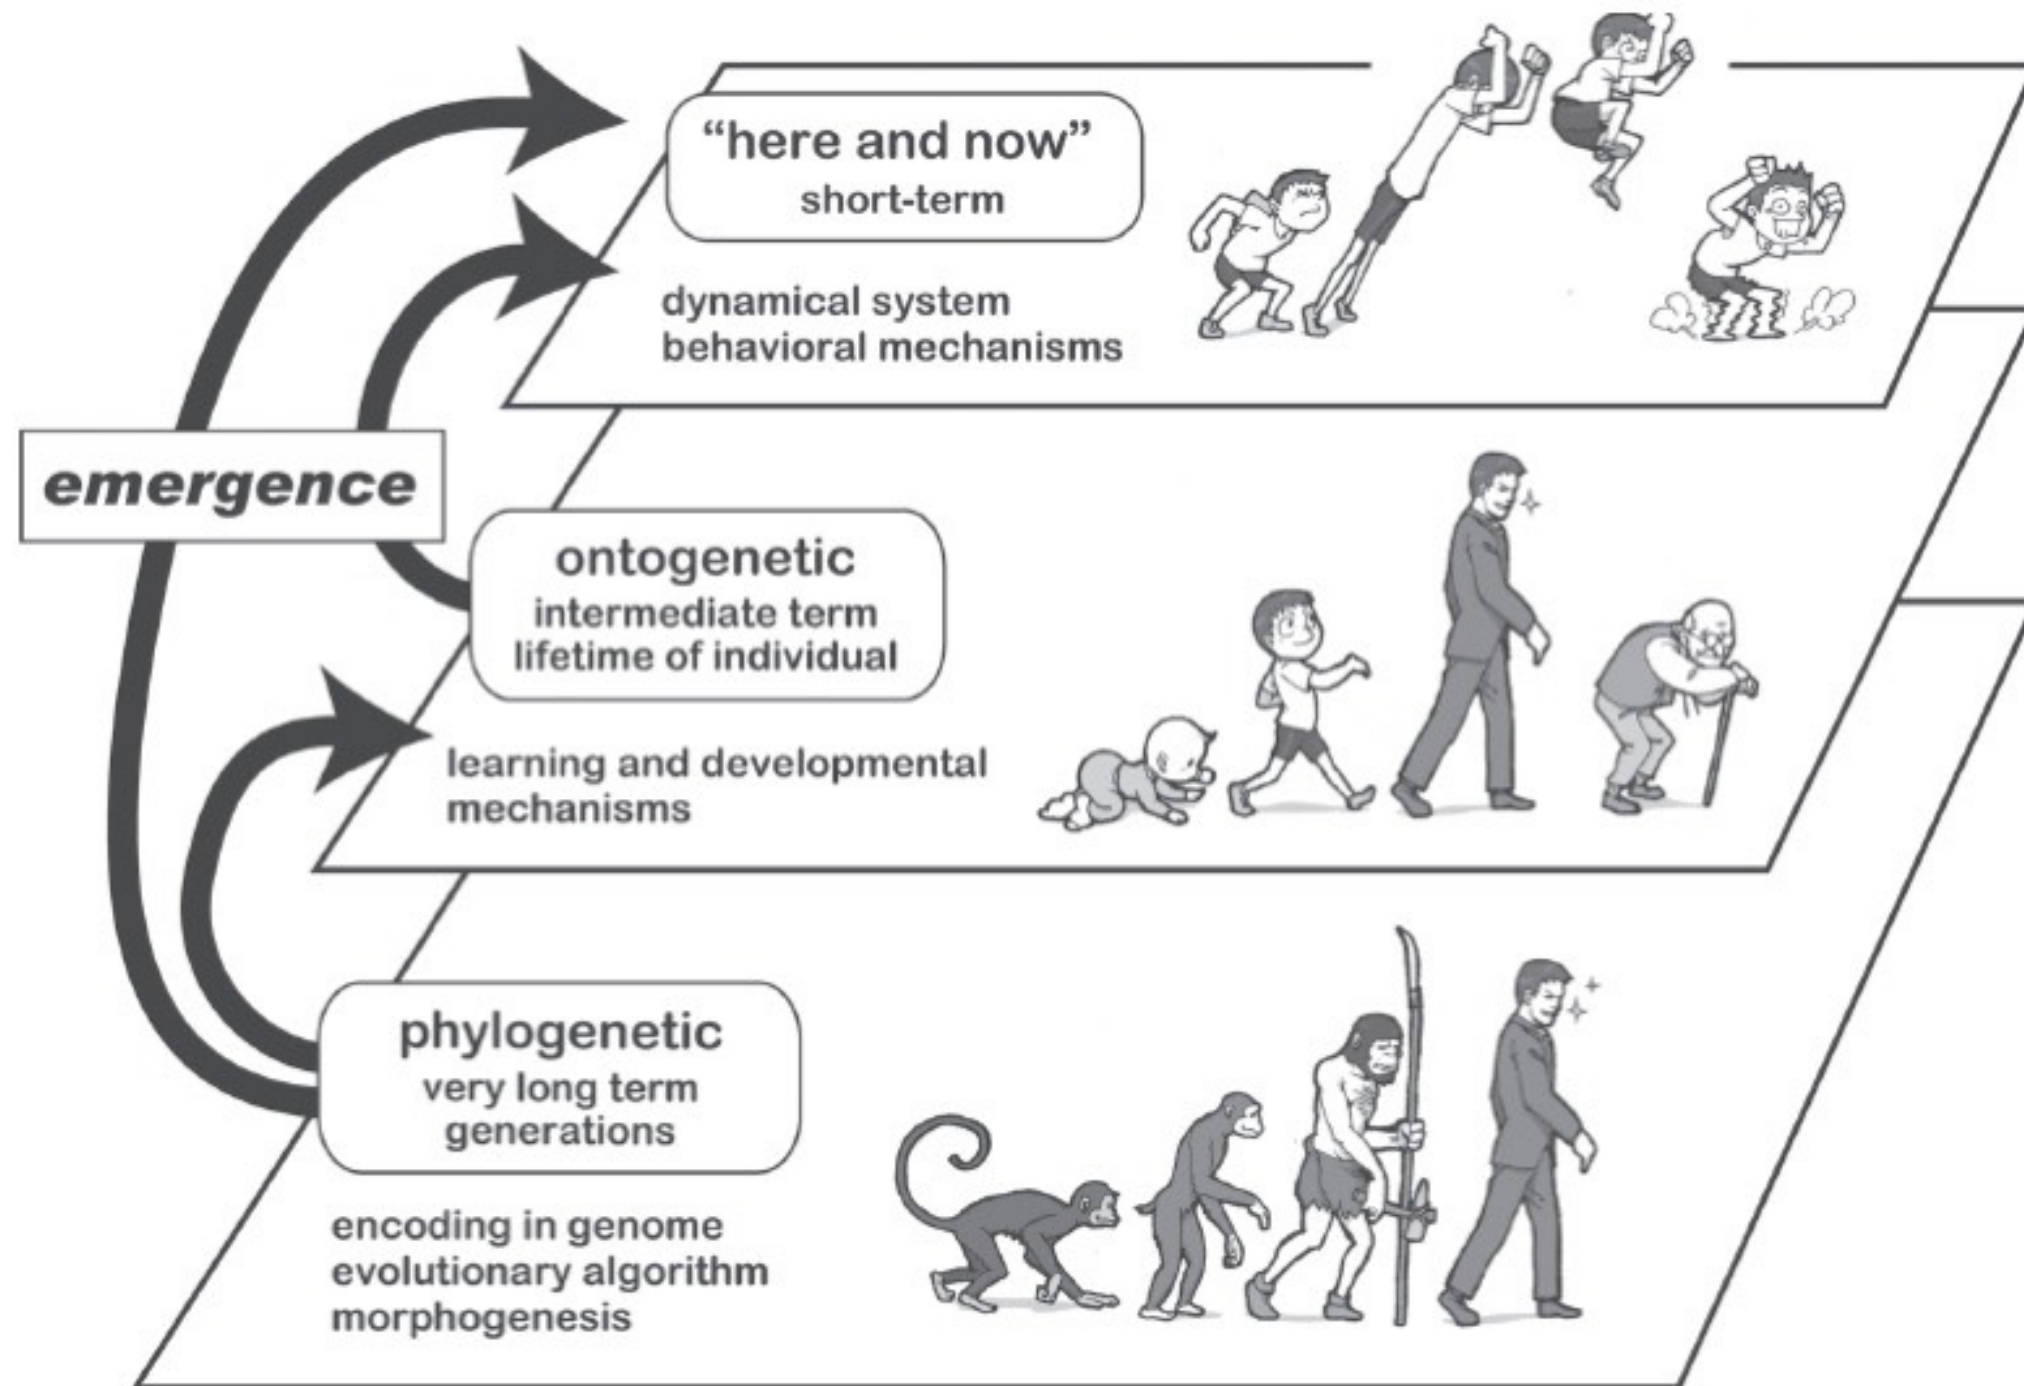 “here and now”
short-term
dynamical system
behavioral mechanisms
emergence
ontogenetic
intermediate term
lifetime of individual
learning and developmental
mechanisms
phylogenetic
very long term
generations
encoding in genome
evolutionary algorithm
morphogenesis